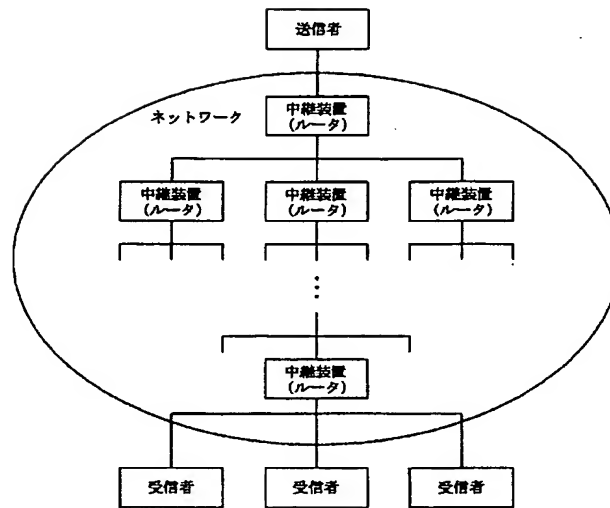 送信者
ネットワーク
中継装置
(ルータ)
中継装置
(ルータ)
中継装置
(ルータ)
中継装置
(ルータ)
中継装置
(ルータ)
受信者
受信者
受信者